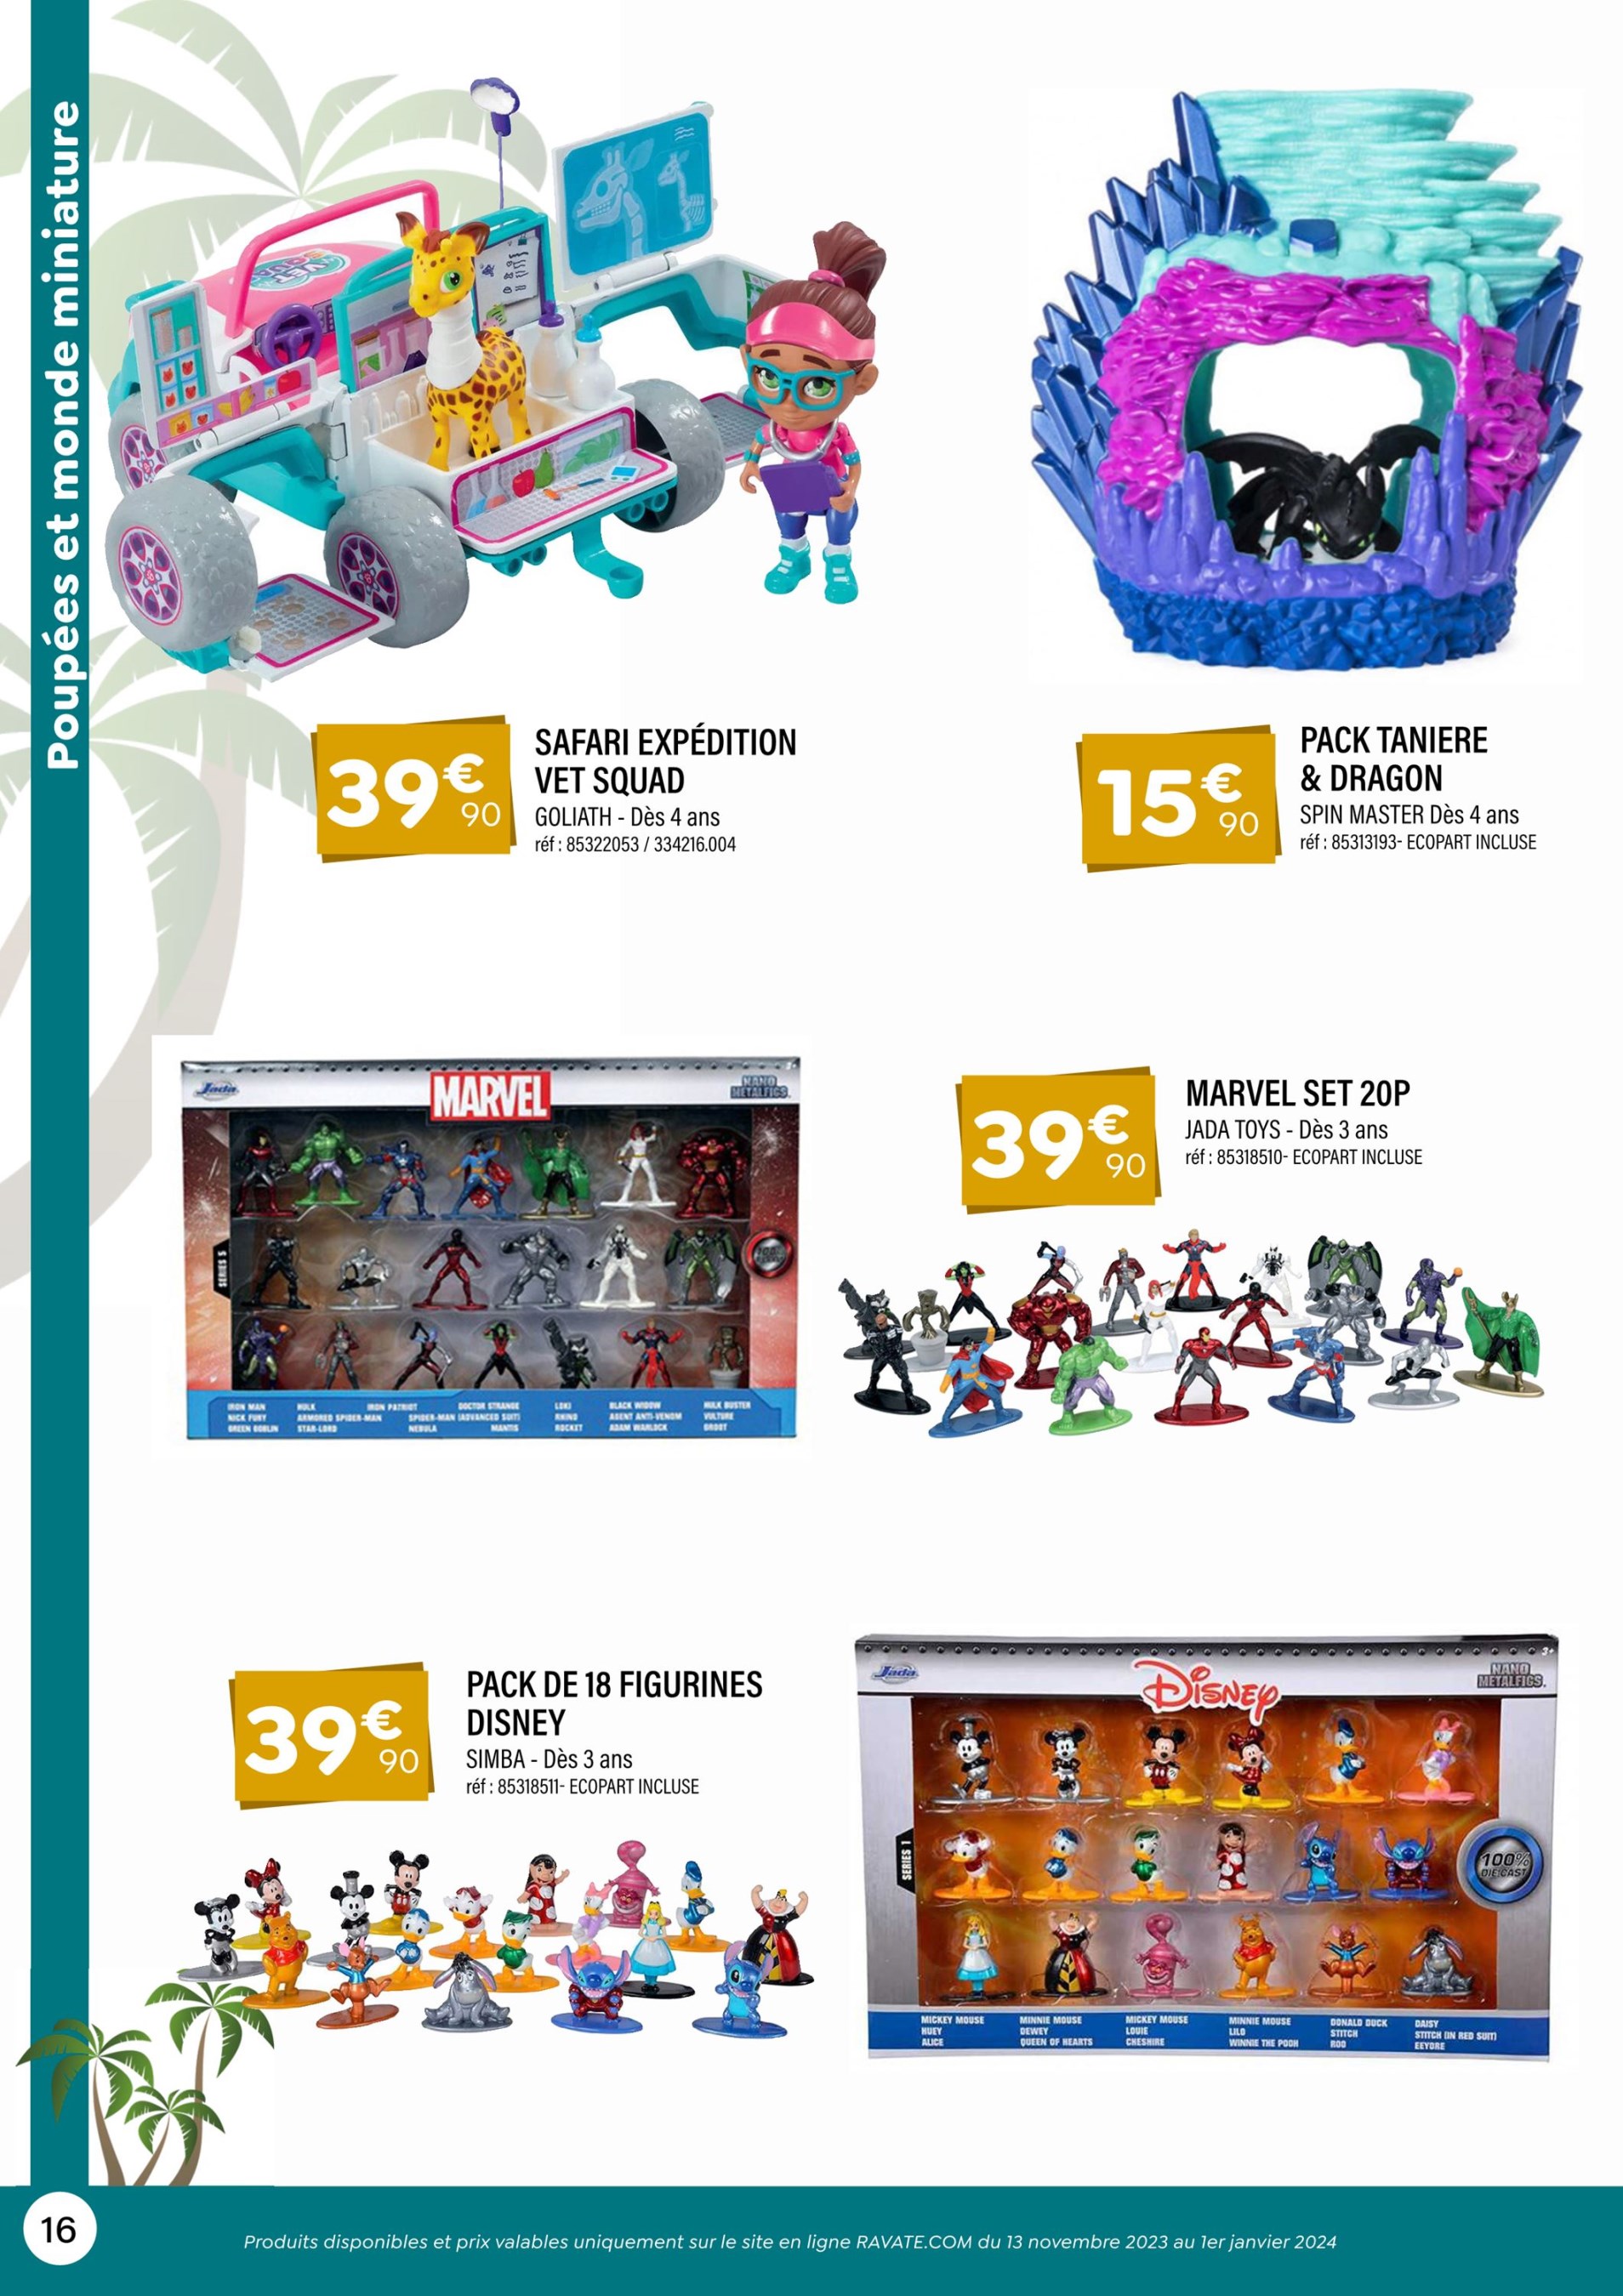 Poupées et monde miniature
39€90
SAFARI EXPÉDITION
VET SQUAD
GOLIATH - Dès 4 ans
réf : 85322053 / 334216.004
15€90
PACK TANIERE
& DRAGON
SPIN MASTER Dès 4 ans
réf : 85313193- ECOPART INCLUSE
Jada
MARVEL
NANO
METALFIGS.
SERIES 5
IRON MAN HULK IRON PATRIOT DOCTOR STRANGE LOKI BLACK WIDOW HULK BUSTER
NICK FURY ARMORED SPIDER-MAN SPIDER-MAN (ADVANCED SUIT) RHINO AGENT ANTI-VENOM VULTURE
GREEN GOBLIN STAR-LORD NEBULA MANTIS ROCKET ADAM WARLOCK GROOT
39€90
MARVEL SET 20P
JADA TOYS - Dès 3 ans
réf : 85318510- ECOPART INCLUSE
39€90
PACK DE 18 FIGURINES
DISNEY
SIMBA - Dès 3 ans
réf : 85318511- ECOPART INCLUSE
Jada
Disney
3+
NANO
METALFIGS.
SERIES 1
100%
DIE-CAST
MICKEY MOUSE MINNIE MOUSE MICKEY MOUSE MINNIE MOUSE DONALD DUCK DAISY
HUEY DEWEY LOUIE LILO STITCH STITCH (IN RED SUIT)
ALICE QUEEN OF HEARTS CHESHIRE WINNIE THE POOH ROO EEYORE
16
Produits disponibles et prix valables uniquement sur le site en ligne RAVATE.COM du 13 novembre 2023 au 1er janvier 2024